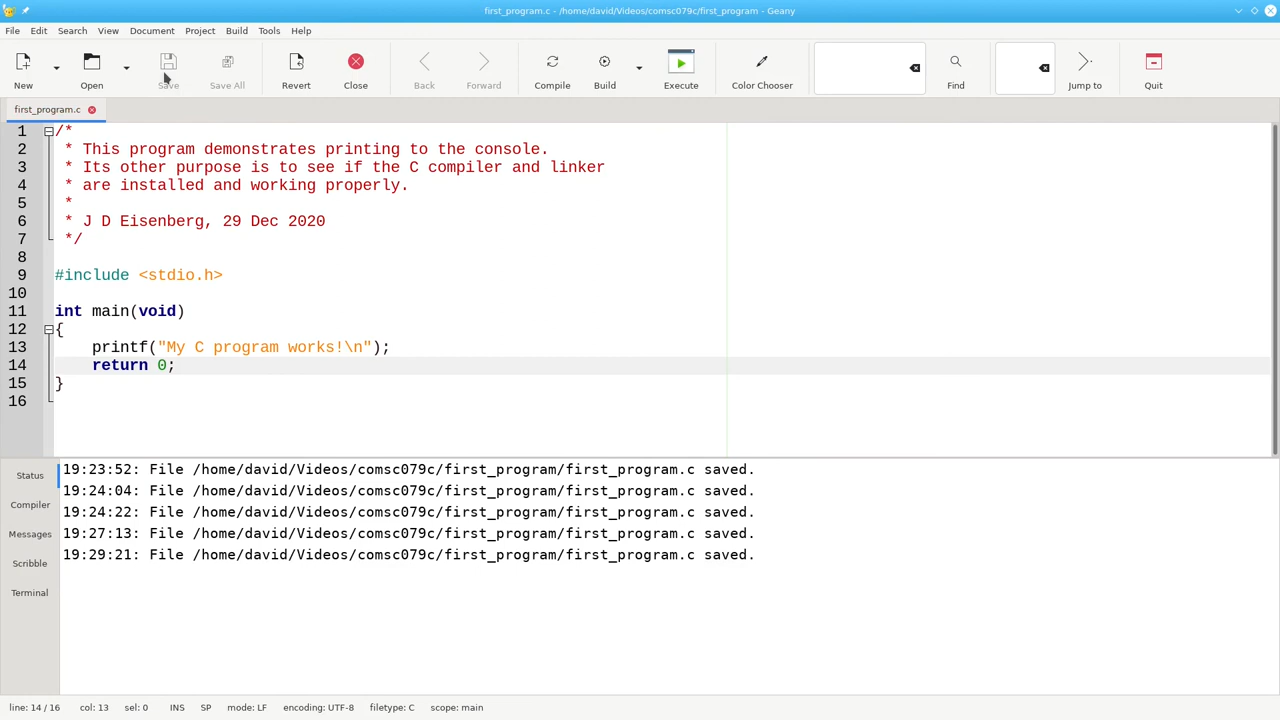 first_program.c - /home/david/Videos/comsc079c/first_program - Geany
File Edit Search View Document Project Build Tools Help
New Open Save Save All Revert Close Back Forward Compile Build Execute Color Chooser Find Jump to Quit
first_program.c
1 /*
2  * This program demonstrates printing to the console.
3  * Its other purpose is to see if the C compiler and linker
4  * are installed and working properly.
5  *
6  * J D Eisenberg, 29 Dec 2020
7  */
8
9 #include <stdio.h>
10
11 int main(void)
12 {
13     printf("My C program works!\n");
14     return 0;
15 }
16
Status
Compiler
Messages
Scribble
Terminal
19:23:52: File /home/david/Videos/comsc079c/first_program/first_program.c saved.
19:24:04: File /home/david/Videos/comsc079c/first_program/first_program.c saved.
19:24:22: File /home/david/Videos/comsc079c/first_program/first_program.c saved.
19:27:13: File /home/david/Videos/comsc079c/first_program/first_program.c saved.
19:29:21: File /home/david/Videos/comsc079c/first_program/first_program.c saved.
line: 14 / 16 col: 13 sel: 0 INS SP mode: LF encoding: UTF-8 filetype: C scope: main